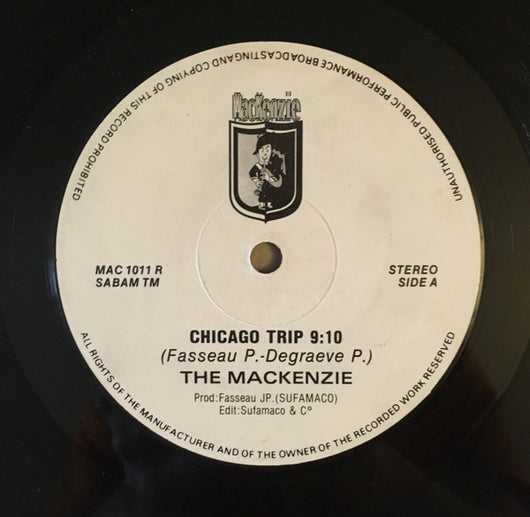 UNAUTHORISED PUBLIC PERFORMANCE BROADCASTINGAND COPYING OF THIS RECORD PROHIBITED
MacKenzie
MAC 1011 R
SABAM TM
STEREO
SIDE A
CHICAGO TRIP 9:10
(Fasseau P.-Degraeve P.)
THE MACKENZIE
Prod:Fasseau JP.(SUFAMACO)
Edit:Sufamaco & C°
ALL RIGHTS OF THE MANUFACTURER AND OF THE OWNER OF THE RECORDED WORK RESERVED